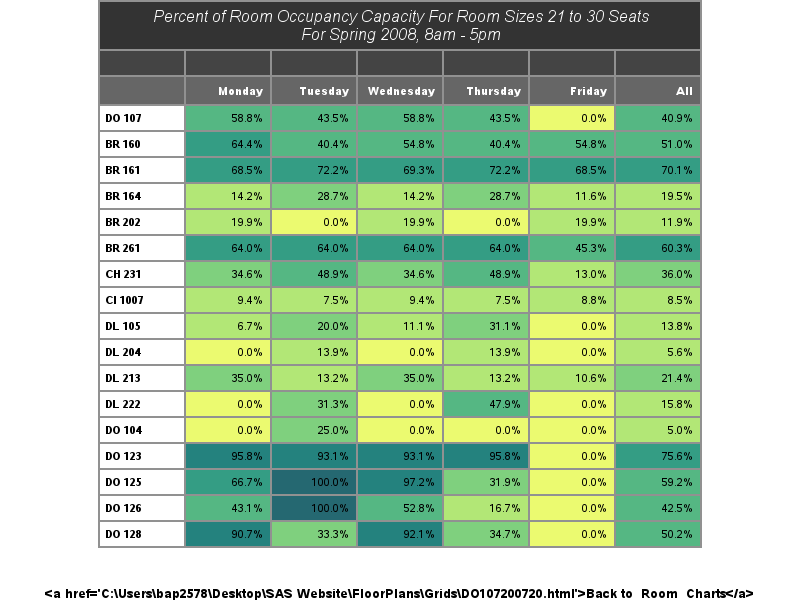 Percent of Room Occupancy Capacity For Room Sizes 21 to 30 Seats
For Spring 2008, 8am - 5pm
Monday Tuesday Wednesday Thursday Friday All
DO 107 58.8% 43.5% 58.8% 43.5% 0.0% 40.9%
BR 160 64.4% 40.4% 54.8% 40.4% 54.8% 51.0%
BR 161 68.5% 72.2% 69.3% 72.2% 68.5% 70.1%
BR 164 14.2% 28.7% 14.2% 28.7% 11.6% 19.5%
BR 202 19.9% 0.0% 19.9% 0.0% 19.9% 11.9%
BR 261 64.0% 64.0% 64.0% 64.0% 45.3% 60.3%
CH 231 34.6% 48.9% 34.6% 48.9% 13.0% 36.0%
CI 1007 9.4% 7.5% 9.4% 7.5% 8.8% 8.5%
DL 105 6.7% 20.0% 11.1% 31.1% 0.0% 13.8%
DL 204 0.0% 13.9% 0.0% 13.9% 0.0% 5.6%
DL 213 35.0% 13.2% 35.0% 13.2% 10.6% 21.4%
DL 222 0.0% 31.3% 0.0% 47.9% 0.0% 15.8%
DO 104 0.0% 25.0% 0.0% 0.0% 0.0% 5.0%
DO 123 95.8% 93.1% 93.1% 95.8% 0.0% 75.6%
DO 125 66.7% 100.0% 97.2% 31.9% 0.0% 59.2%
DO 126 43.1% 100.0% 52.8% 16.7% 0.0% 42.5%
DO 128 90.7% 33.3% 92.1% 34.7% 0.0% 50.2%
<a href='C:\Users\bap2578\Desktop\SAS Website\FloorPlans\Grids\DO107200720.html'>Back to Room Charts</a>